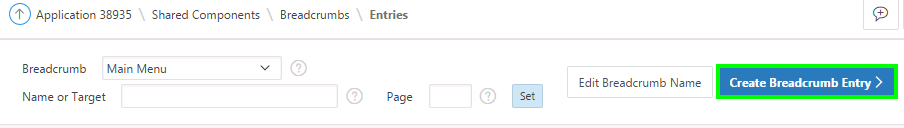 Application 38935 \ Shared Components \ Breadcrumbs \ Entries
Breadcrumb Main Menu ?
Edit Breadcrumb Name Create Breadcrumb Entry >
Name or Target ? Page ? Set